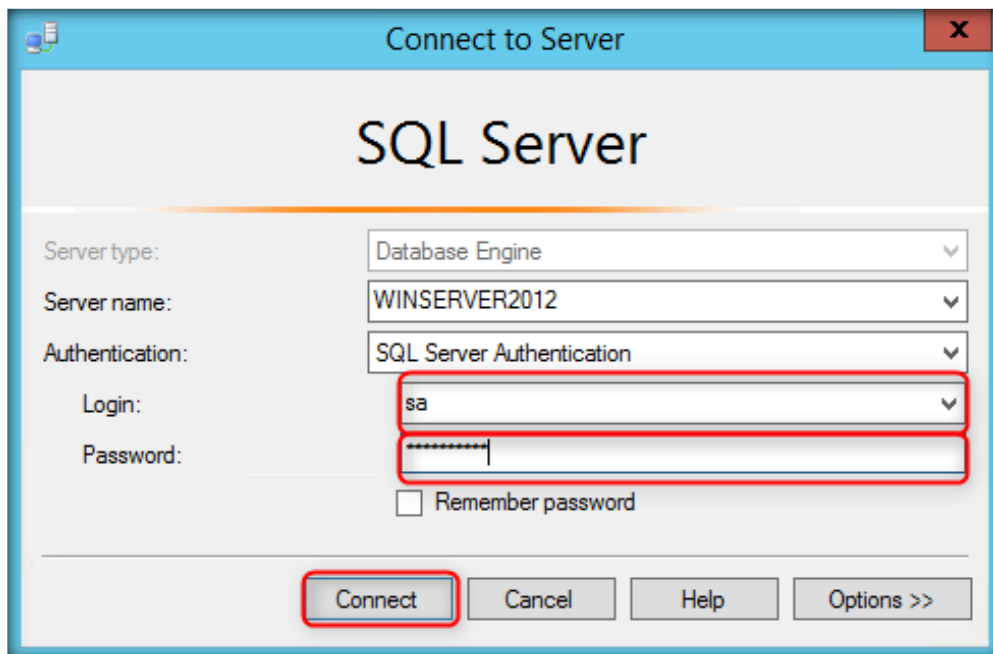 Connect to Server
x
SQL Server
Server type: Database Engine
Server name: WINSERVER2012
Authentication: SQL Server Authentication
Login: sa
Password: **********
Remember password
Connect Cancel Help Options >>